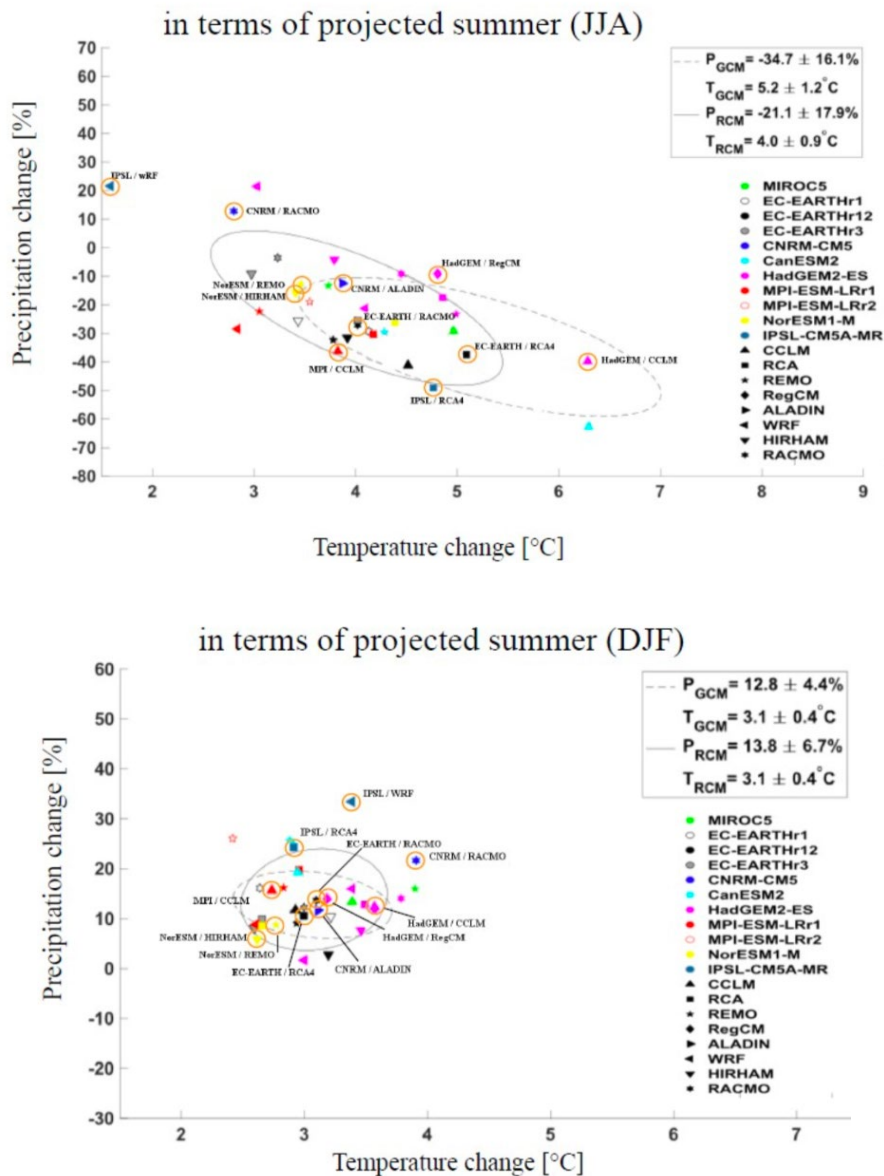 in terms of projected summer (JJA)
Precipitation change [%]
70
60
50
40
30
20
10
0
-10
-20
-30
-40
-50
-60
-70
-80
2
3
4
5
6
7
8
9
Temperature change [°C]
P_GCM = -34.7 ± 16.1%
T_GCM = 5.2 ± 1.2°C
P_RCM = -21.1 ± 17.9%
T_RCM = 4.0 ± 0.9°C
IPSL / wRF
CNRM / RACMO
HadGEM / RegCM
NorESM / REMO
CNRM / ALADIN
NorESM / HIRHAM
EC-EARTH / RACMO
EC-EARTH / RCA4
HadGEM / CCLM
MPI / CCLM
IPSL / RCA4
MIROC5
EC-EARTHr1
EC-EARTHr12
EC-EARTHr3
CNRM-CM5
CanESM2
HadGEM2-ES
MPI-ESM-LRr1
MPI-ESM-LRr2
NorESM1-M
IPSL-CM5A-MR
CCLM
RCA
REMO
RegCM
ALADIN
WRF
HIRHAM
RACMO
in terms of projected summer (DJF)
Precipitation change [%]
60
50
40
30
20
10
0
-10
-20
-30
2
3
4
5
6
7
Temperature change [°C]
P_GCM = 12.8 ± 4.4%
T_GCM = 3.1 ± 0.4°C
P_RCM = 13.8 ± 6.7%
T_RCM = 3.1 ± 0.4°C
IPSL / WRF
IPSL / RCA4
EC-EARTH / RACMO
CNRM / RACMO
MPI / CCLM
HadGEM / CCLM
NorESM / HIRHAM
HadGEM / RegCM
NorESM / REMO
CNRM / ALADIN
EC-EARTH / RCA4
MIROC5
EC-EARTHr1
EC-EARTHr12
EC-EARTHr3
CNRM-CM5
CanESM2
HadGEM2-ES
MPI-ESM-LRr1
MPI-ESM-LRr2
NorESM1-M
IPSL-CM5A-MR
CCLM
RCA
REMO
RegCM
ALADIN
WRF
HIRHAM
RACMO